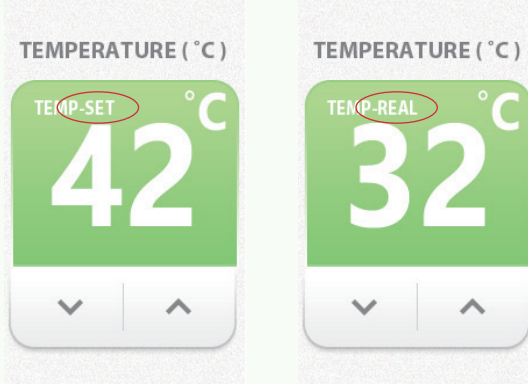 TEMPERATURE (°C)
TEMP-SET
42 °C
TEMPERATURE (°C)
TEMP-REAL
32 °C